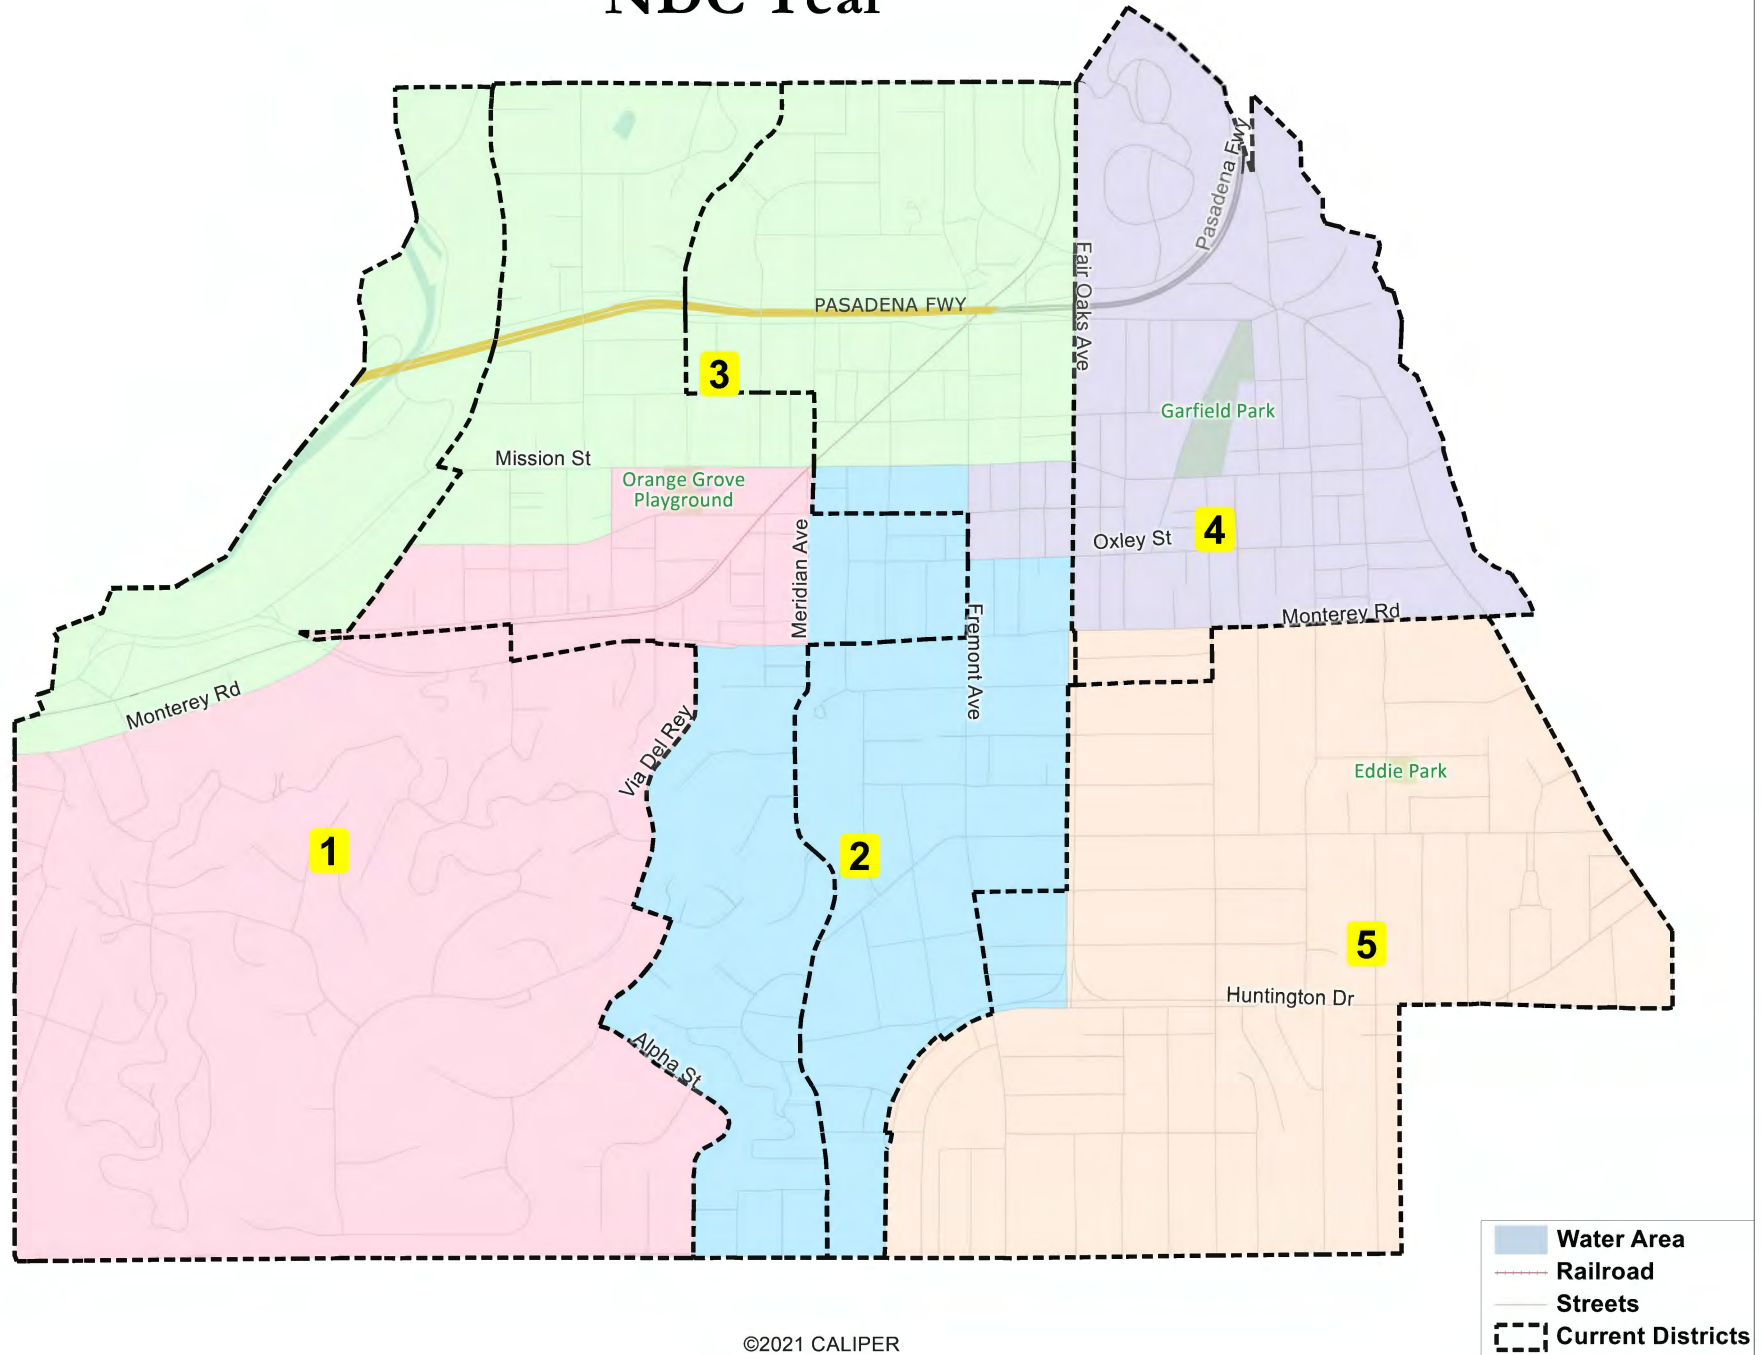 NDC Teal
Pasadena Fwy
Fair Oaks Ave
PASADENA FWY
3
Garfield Park
Mission St
Orange Grove
Playground
Meridian Ave
Oxley St
4
Fremont Ave
Monterey Rd
Monterey Rd
Via Del Rey
Eddie Park
1
2
5
Huntington Dr
Alpha St
Water Area
Railroad
Streets
Current Districts
©2021 CALIPER